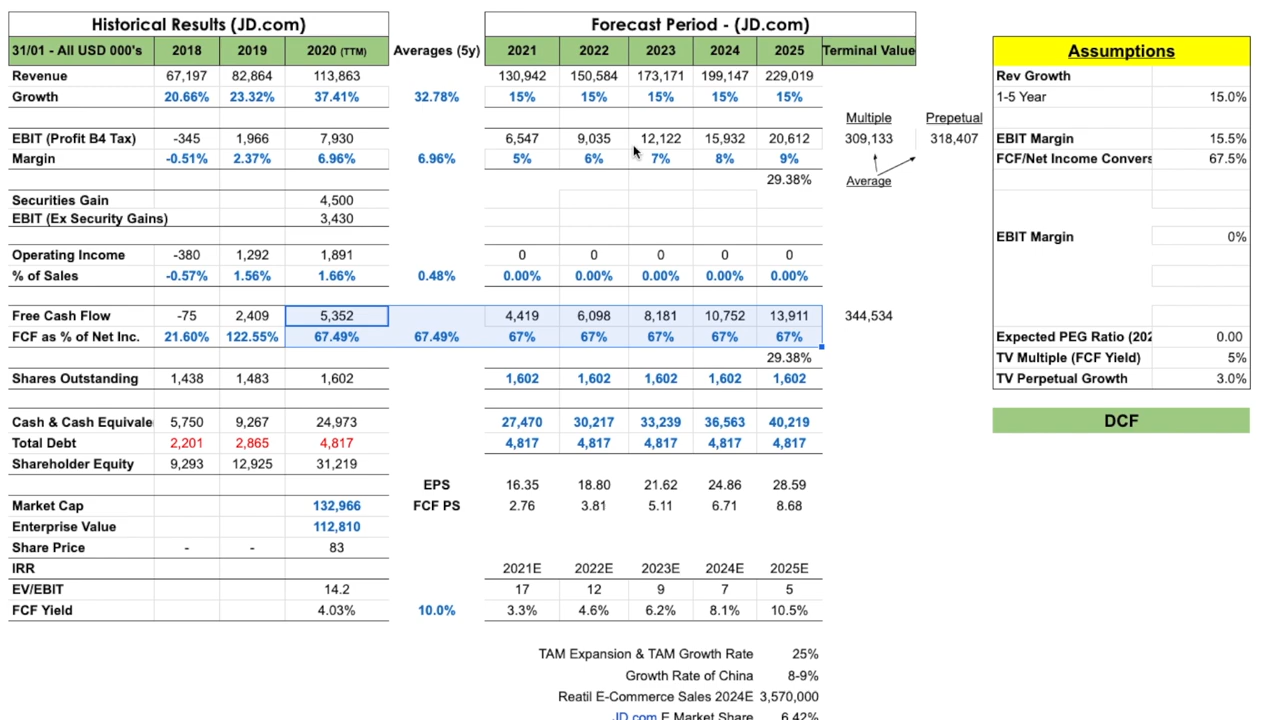 Historical Results (JD.com) Forecast Period - (JD.com)
31/01 - All USD 000's 2018 2019 2020 (TTM) Averages (5y) 2021 2022 2023 2024 2025 Terminal Value Assumptions
Revenue 67,197 82,864 113,863 130,942 150,584 173,171 199,147 229,019 Rev Growth
Growth 20.66% 23.32% 37.41% 32.78% 15% 15% 15% 15% 15% 1-5 Year 15.0%
Multiple Prepetual
EBIT (Profit B4 Tax) -345 1,966 7,930 6,547 9,035 12,122 15,932 20,612 309,133 318,407 EBIT Margin 15.5%
Margin -0.51% 2.37% 6.96% 6.96% 5% 6% 7% 8% 9% FCF/Net Income Convers 67.5%
29.38% Average
Securities Gain 4,500
EBIT (Ex Security Gains) 3,430
EBIT Margin 0%
Operating Income -380 1,292 1,891 0 0 0 0 0
% of Sales -0.57% 1.56% 1.66% 0.48% 0.00% 0.00% 0.00% 0.00% 0.00%
Free Cash Flow -75 2,409 5,352 4,419 6,098 8,181 10,752 13,911 344,534
FCF as % of Net Inc. 21.60% 122.55% 67.49% 67.49% 67% 67% 67% 67% 67% Expected PEG Ratio (202 0.00
29.38% TV Multiple (FCF Yield) 5%
Shares Outstanding 1,438 1,483 1,602 1,602 1,602 1,602 1,602 1,602 TV Perpetual Growth 3.0%
Cash & Cash Equivale 5,750 9,267 24,973 27,470 30,217 33,239 36,563 40,219 DCF
Total Debt 2,201 2,865 4,817 4,817 4,817 4,817 4,817 4,817
Shareholder Equity 9,293 12,925 31,219
EPS 16.35 18.80 21.62 24.86 28.59
Market Cap 132,966 FCF PS 2.76 3.81 5.11 6.71 8.68
Enterprise Value 112,810
Share Price - - 83
IRR 2021E 2022E 2023E 2024E 2025E
EV/EBIT 14.2 17 12 9 7 5
FCF Yield 4.03% 10.0% 3.3% 4.6% 6.2% 8.1% 10.5%
TAM Expansion & TAM Growth Rate 25%
Growth Rate of China 8-9%
Reatil E-Commerce Sales 2024E 3,570,000
JD.com E Market Share 6.42%